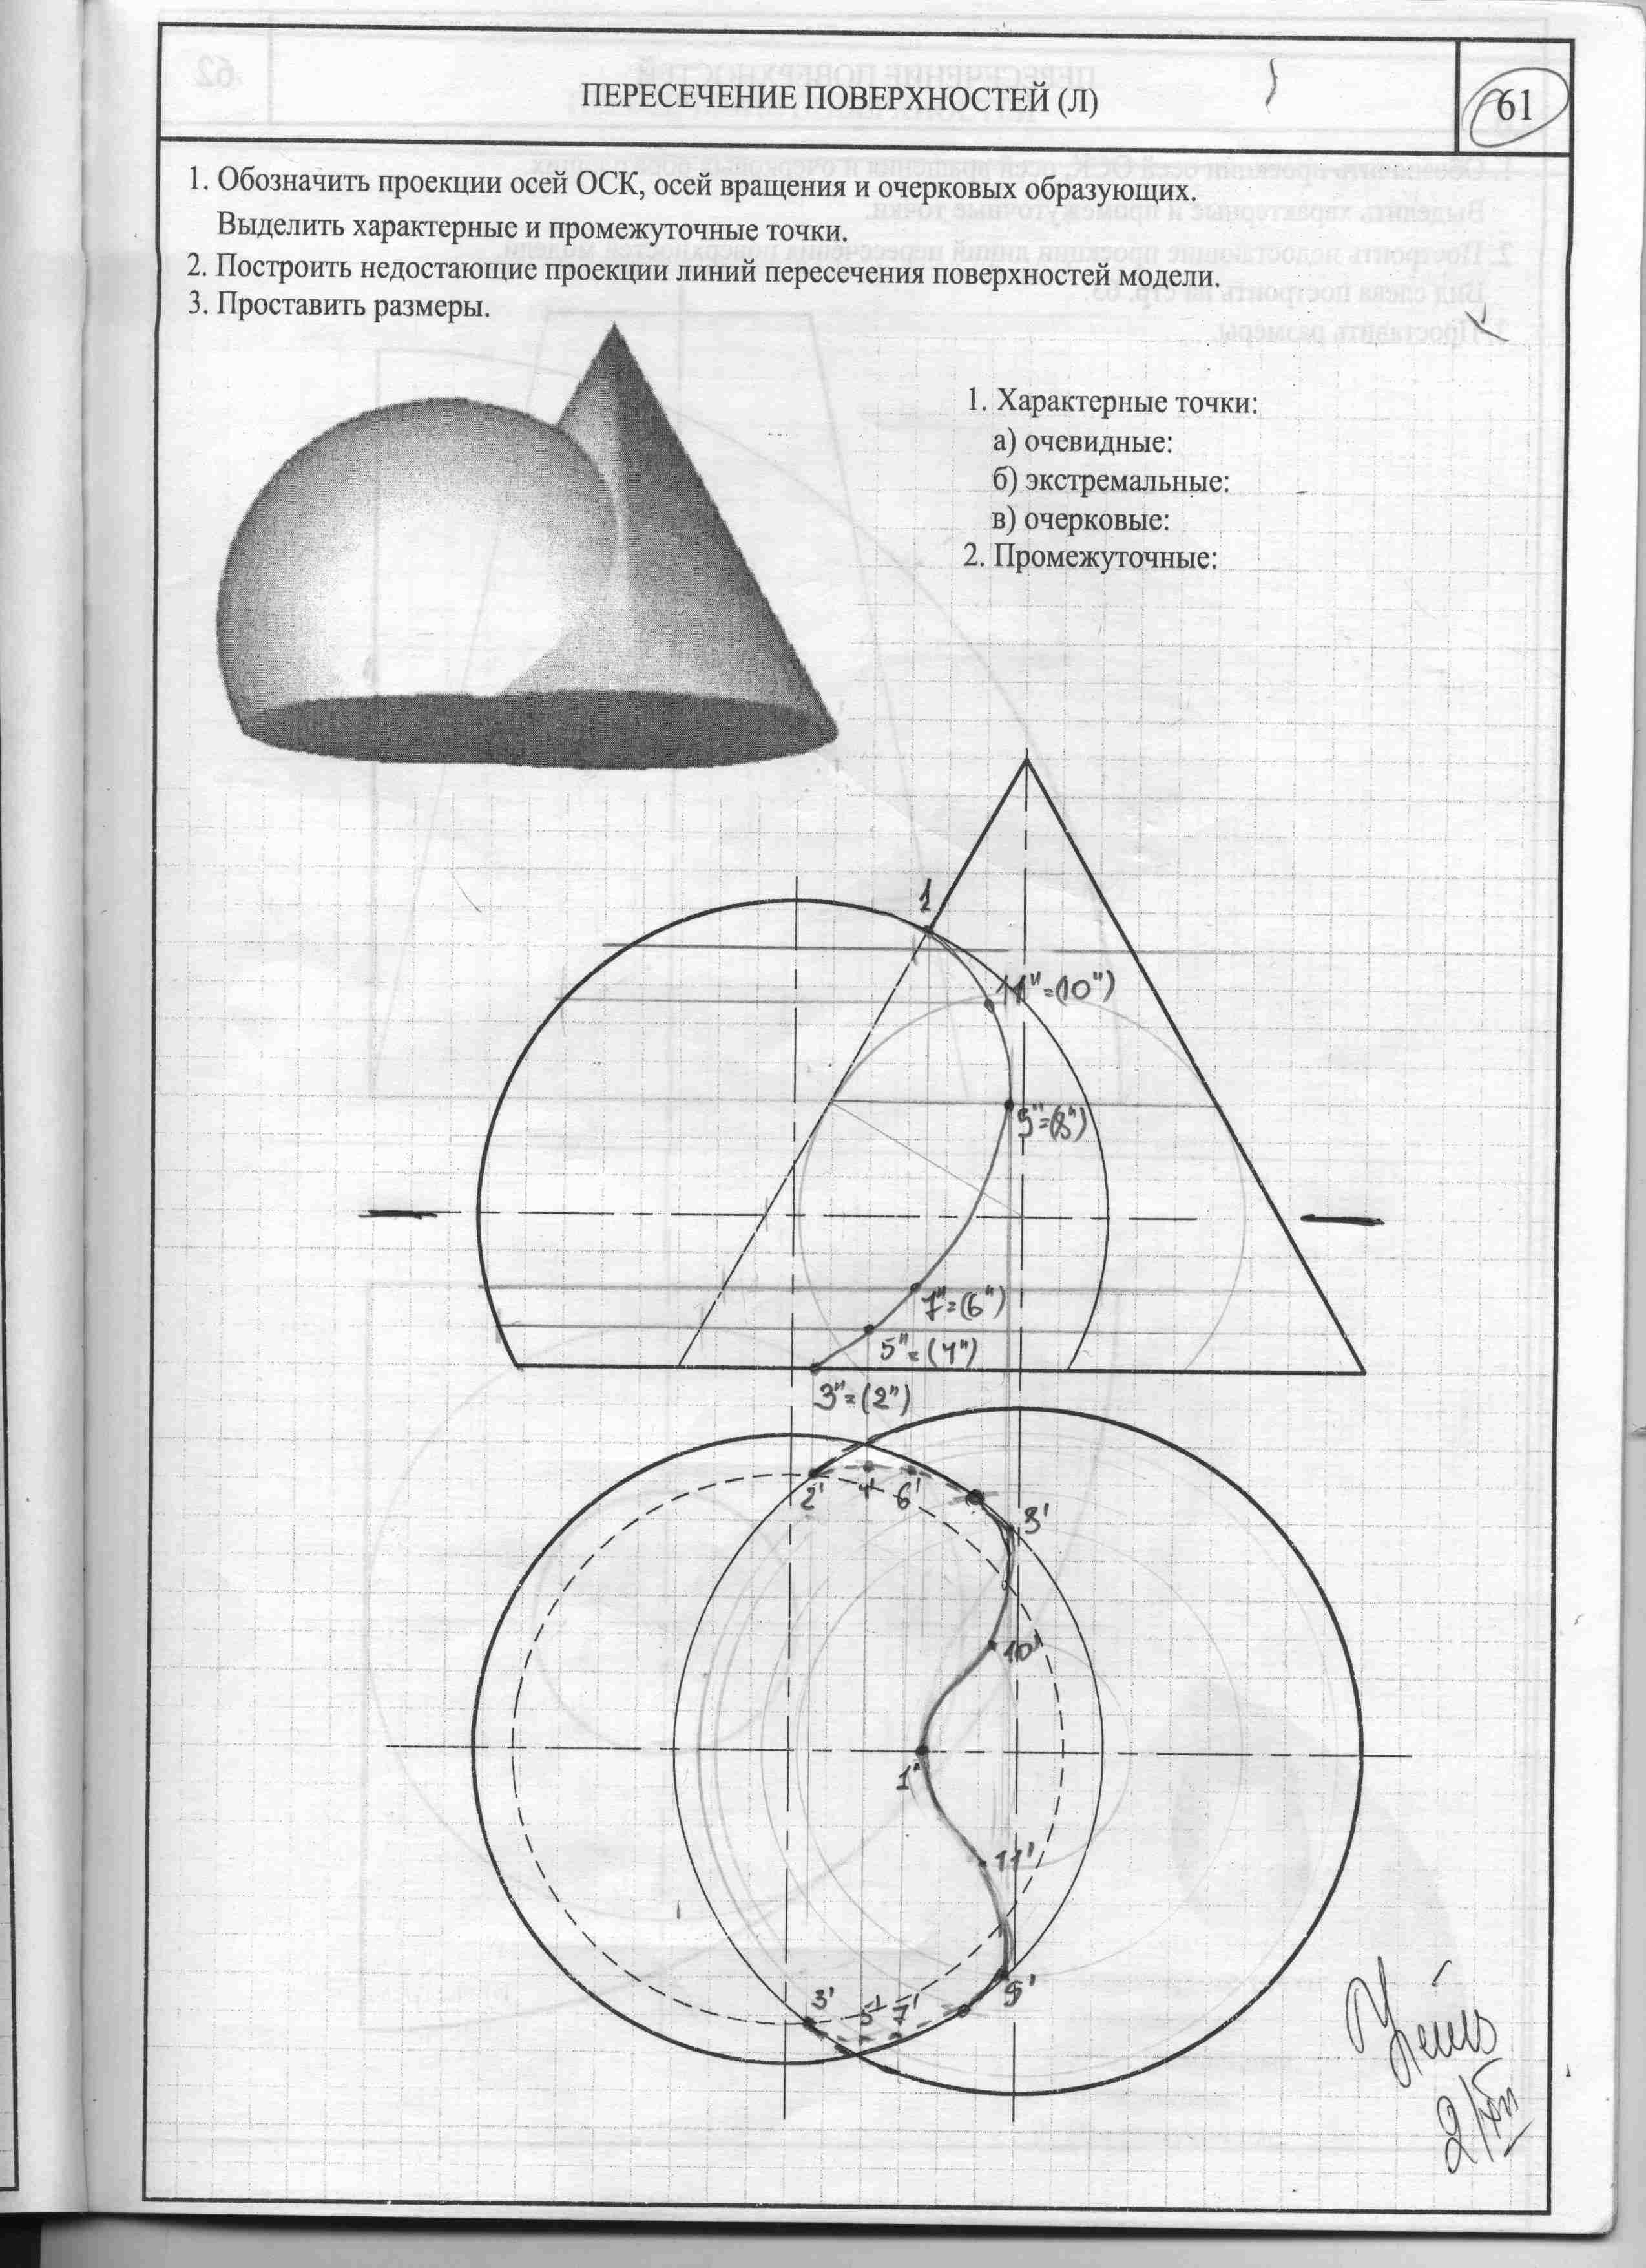 ПЕРЕСЕЧЕНИЕ ПОВЕРХНОСТЕЙ (Л)
61
1. Обозначить проекции осей ОСК, осей вращения и очерковых образующих.
Выделить характерные и промежуточные точки.
2. Построить недостающие проекции линий пересечения поверхностей модели.
3. Проставить размеры.
1. Характерные точки:
а) очевидные:
б) экстремальные:
в) очерковые:
2. Промежуточные:
1
11"=(10")
9"=(8")
7"=(6")
5"=(4")
3"=(2")
2' 4' 6'
8'
10'
1'
11'
9'
3' 5' 7'